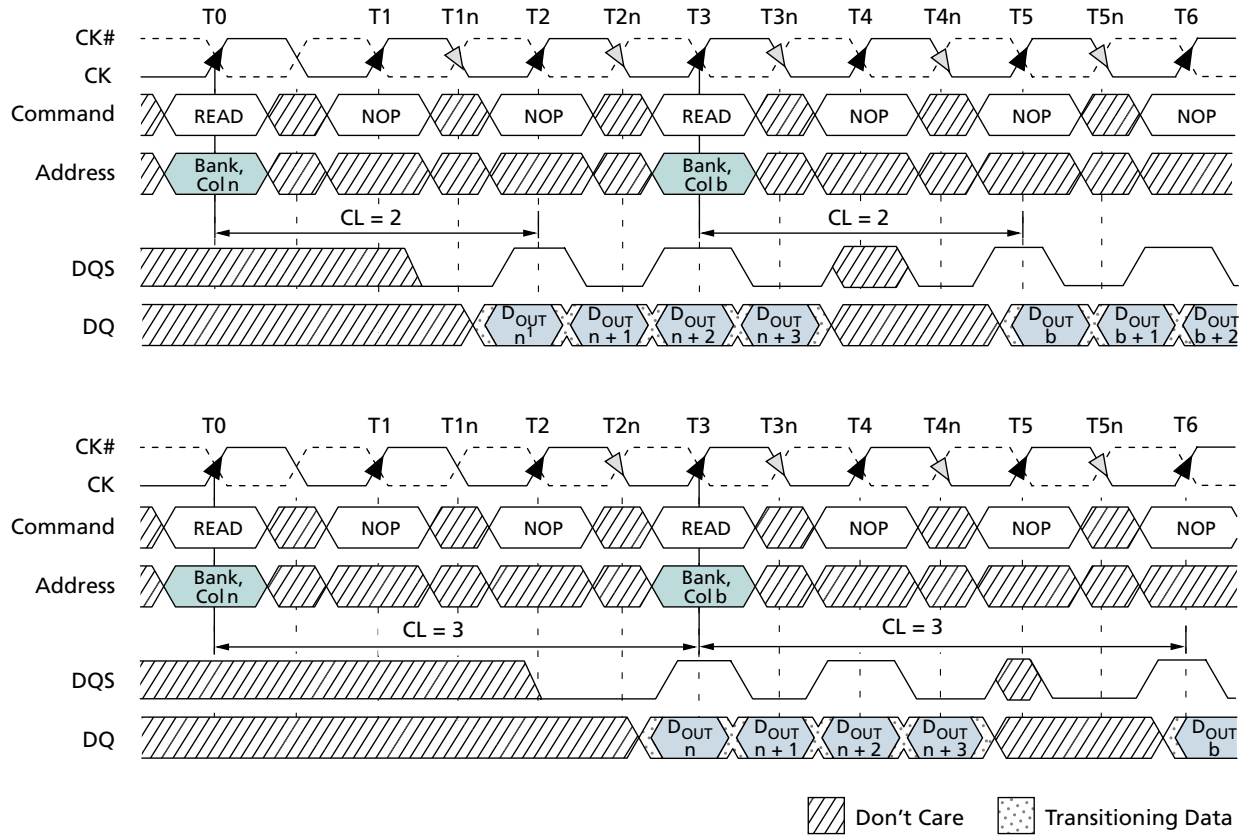 T0 T1 T1n T2 T2n T3 T3n T4 T4n T5 T5n T6
CK#
CK
Command READ NOP NOP READ NOP NOP NOP
Address Bank, Col n Bank, Col b
CL = 2 CL = 2
DQS
DQ DOUT n1 DOUT n + 1 DOUT n + 2 DOUT n + 3 DOUT b DOUT b + 1 DOUT b + 2
T0 T1 T1n T2 T2n T3 T3n T4 T4n T5 T5n T6
CK#
CK
Command READ NOP NOP READ NOP NOP NOP
Address Bank, Col n Bank, Col b
CL = 3 CL = 3
DQS
DQ DOUT n DOUT n + 1 DOUT n + 2 DOUT n + 3 DOUT b
Don't Care Transitioning Data